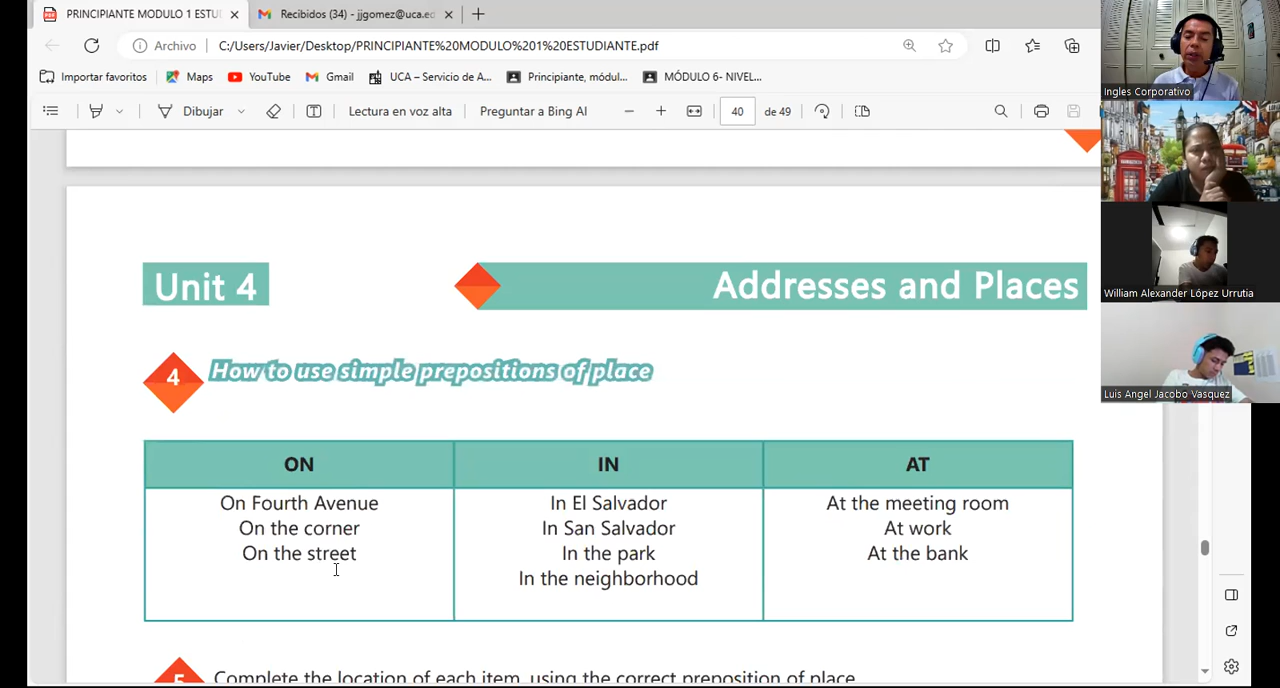 PRINCIPIANTE MODULO 1 ESTU
Recibidos (34) - jjgomez@uca.ed
Archivo
C:/Users/Javier/Desktop/PRINCIPIANTE%20MODULO%201%20ESTUDIANTE.pdf
Importar favoritos
Maps
YouTube
Gmail
UCA – Servicio de A...
Principiante, módul...
MÓDULO 6- NIVEL...
Dibujar
Lectura en voz alta
Preguntar a Bing AI
40
de 49
Ingles Corporativo
William Alexander López Urrutia
Luis Angel Jacobo Vasquez
Unit 4
Addresses and Places
4
How to use simple prepositions of place
ON
IN
AT
On Fourth Avenue
On the corner
On the street
In El Salvador
In San Salvador
In the park
In the neighborhood
At the meeting room
At work
At the bank
5
Complete the location of each item, using the correct preposition of place